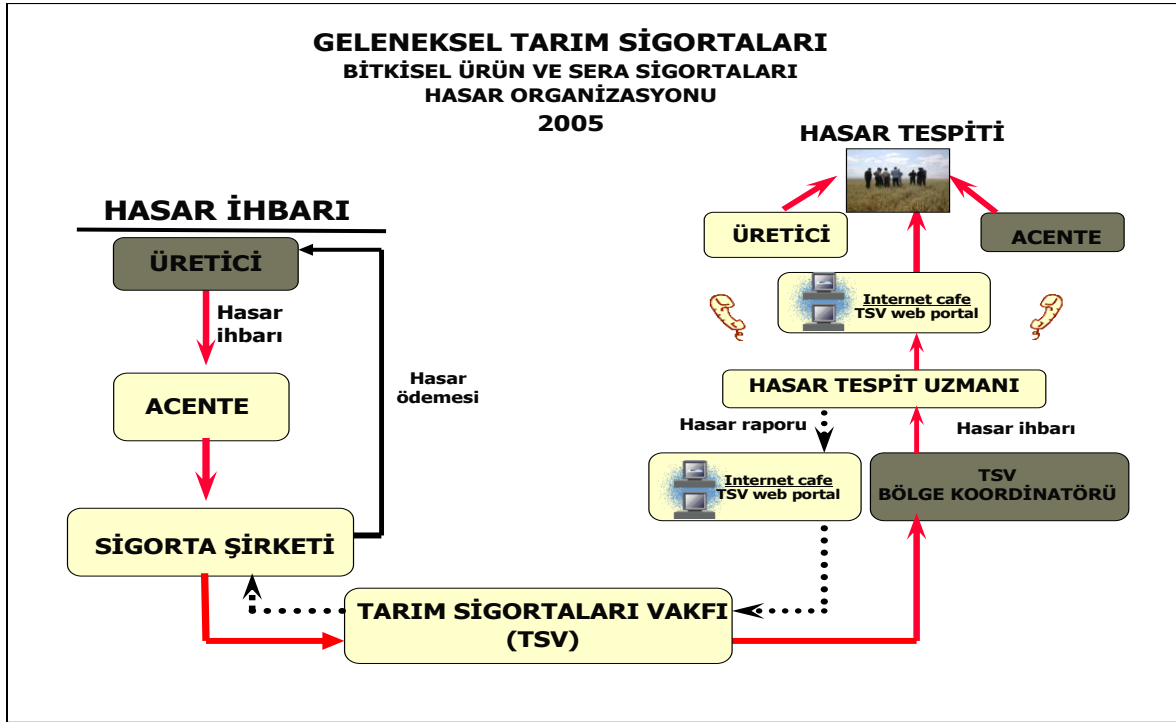 GELENEKSEL TARIM SİGORTALARI
BİTKİSEL ÜRÜN VE SERA SİGORTALARI
HASAR ORGANİZASYONU
2005
HASAR İHBARI
ÜRETİCİ
Hasar
ihbarı
ACENTE
SİGORTA ŞİRKETİ
Hasar
ödemesi
TARIM SİGORTALARI VAKFI
(TSV)
HASAR TESPİTİ
ÜRETİCİ
ACENTE
Internet cafe
TSV web portal
HASAR TESPIT UZMANI
Hasar raporu
Hasar ihbarı
Internet cafe
TSV web portal
TSV
BÖLGE KOORDİNATÖRÜ